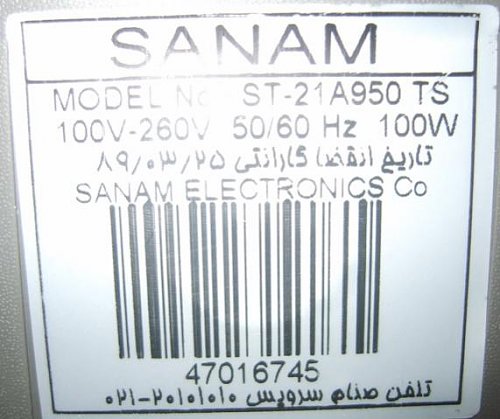 SANAM
MODEL No. ST-21A950 TS
100V-260V 50/60 Hz 100W
تاریخ انقضا گارانتی ۸۹/۰۳/۲۵
SANAM ELECTRONICS Co
47016745
تلفن صنام سرویس ۰۲۱-۲۰۱۰۱۰۱۰